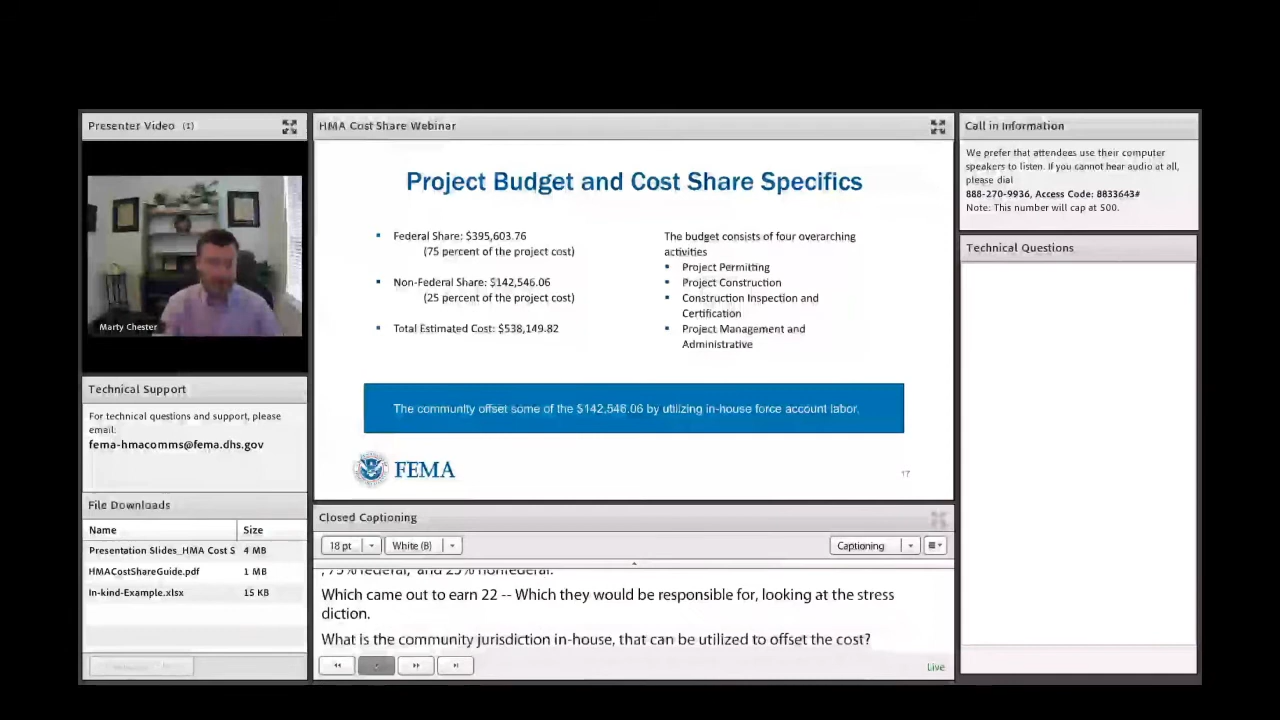 Presenter Video (1)
Marty Chester
Technical Support
For technical questions and support, please
email:
fema-hmacomms@fema.dhs.gov
File Downloads
Name Size
Presentation Slides_HMA Cost S 4 MB
HMACostShareGuide.pdf 1 MB
In-kind-Example.xlsx 15 KB
HMA Cost Share Webinar
Project Budget and Cost Share Specifics
Federal Share: $395,603.76
(75 percent of the project cost)
Non-Federal Share: $142,546.06
(25 percent of the project cost)
Total Estimated Cost: $538,149.82
The budget consists of four overarching
activities
Project Permitting
Project Construction
Construction Inspection and
Certification
Project Management and
Administrative
The community offset some of the $142,546.06 by utilizing in-house force account labor.
FEMA
17
Closed Captioning
18 pt White (B) Captioning
, 75% federal, and 25% nonfederal.
Which came out to earn 22 -- Which they would be responsible for, looking at the stress
diction.
What is the community jurisdiction in-house, that can be utilized to offset the cost?
Live
Call in Information
We prefer that attendees use their computer
speakers to listen. If you cannot hear audio at all,
please dial
888-270-9936, Access Code: 8833643#
Note: This number will cap at 500.
Technical Questions